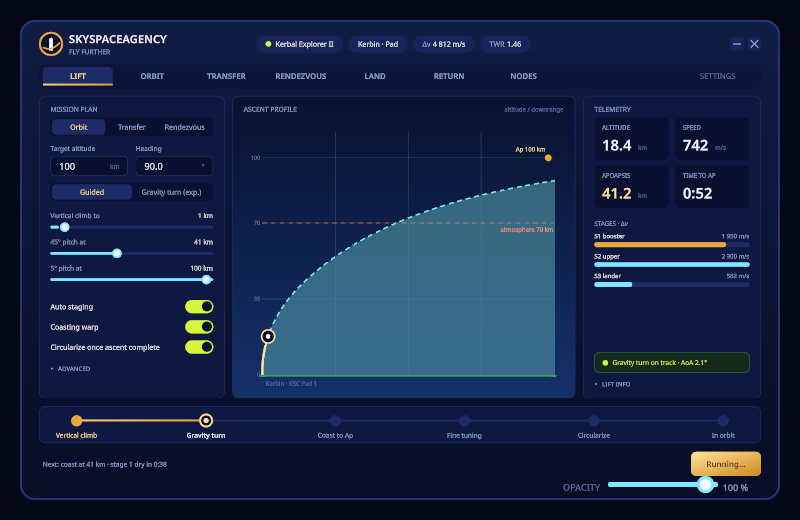 SKYSPACEAGENCY
FLY FURTHER
Kerbal Explorer II
Kerbin · Pad
Δv 4 812 m/s
TWR 1.46
LIFT
ORBIT
TRANSFER
RENDEZVOUS
LAND
RETURN
NODES
SETTINGS
MISSION PLAN
Orbit
Transfer
Rendezvous
Target altitude
Heading
100 km
90.0 °
Guided
Gravity turn (exp.)
Vertical climb to 1 km
45° pitch at 41 km
5° pitch at 100 km
Auto staging
Coasting warp
Circularize once ascent complete
ADVANCED
ASCENT PROFILE
altitude / downrange
Ap 100 km
100
70
atmosphere 70 km
35
0
Kerbin · KSC Pad 1
TELEMETRY
ALTITUDE
18.4 km
SPEED
742 m/s
APOAPSIS
41.2 km
TIME TO AP
0:52
STAGES · Δv
S1 booster 1 950 m/s
S2 upper 2 300 m/s
S3 lander 562 m/s
Gravity turn on track · AoA 2.1°
LIFT INFO
Vertical climb
Gravity turn
Coast to Ap
Fine tuning
Circularize
In orbit
Next: coast at 41 km · stage 1 dry in 0:38
Running...
OPACITY 100 %